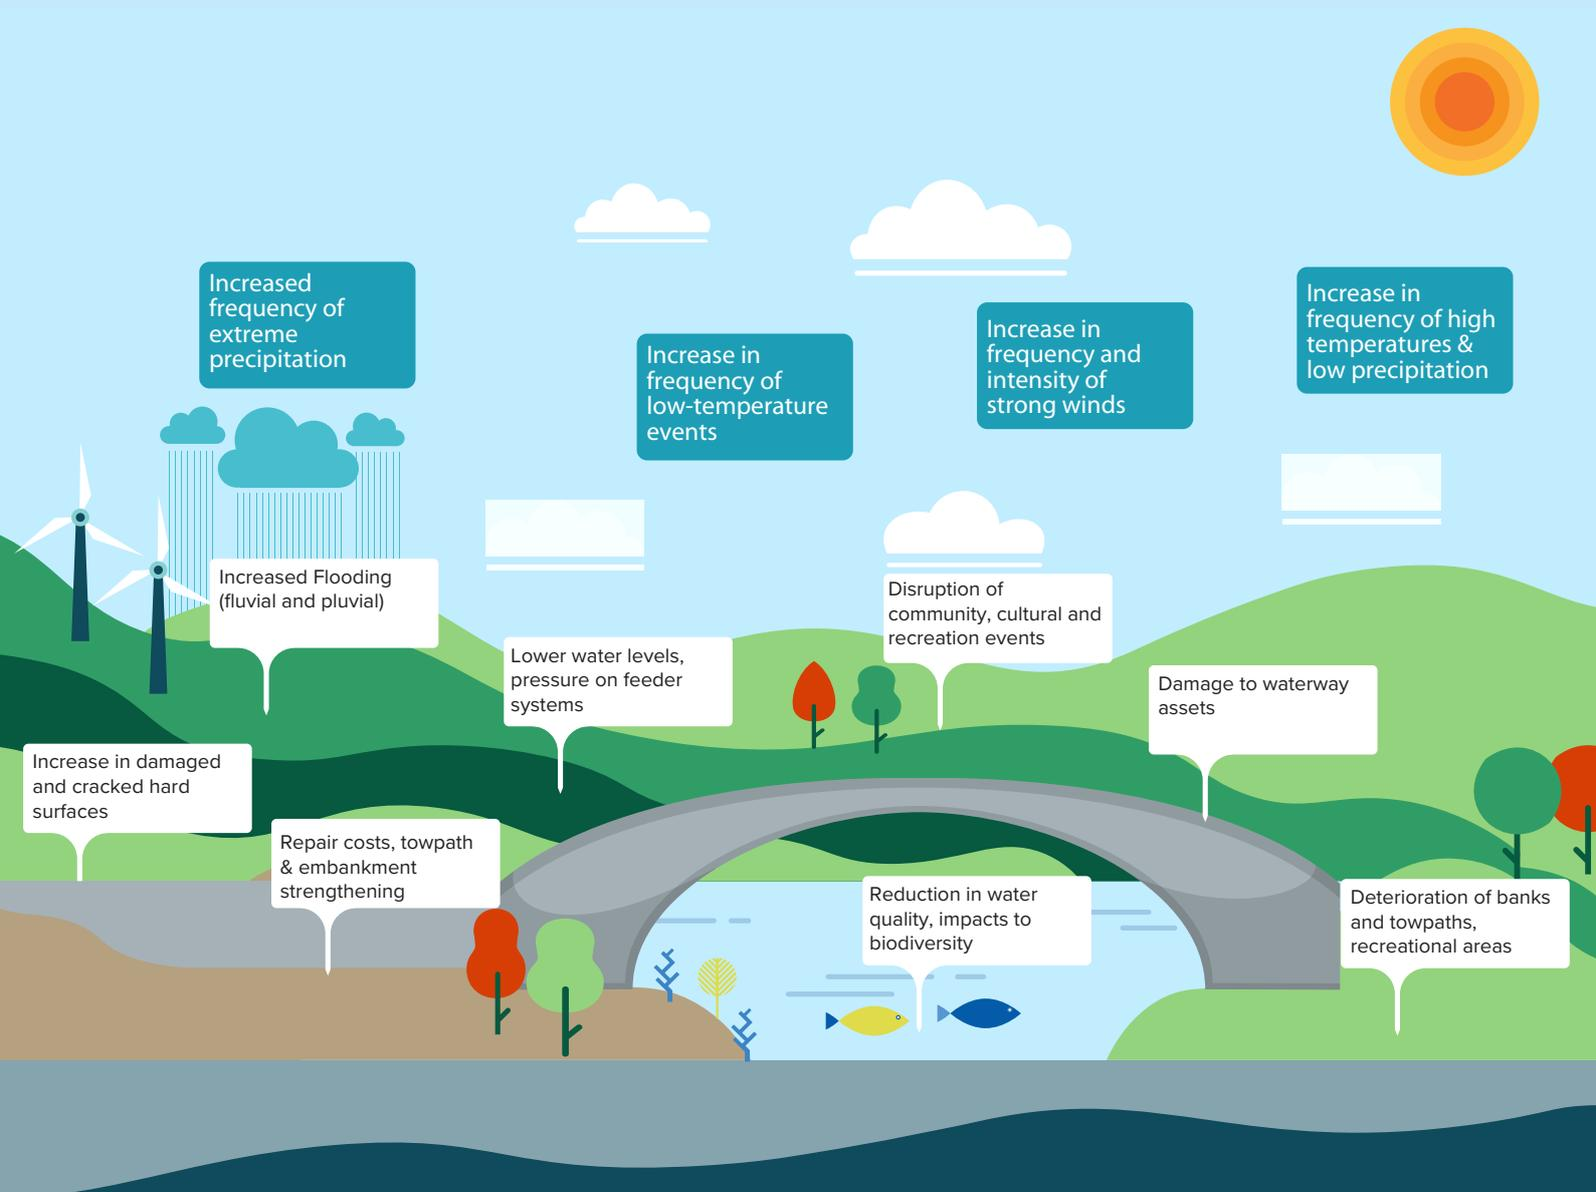 Increased
frequency of
extreme
precipitation
Increase in
frequency of
low-temperature
events
Increase in
frequency and
intensity of
strong winds
Increase in
frequency of high
temperatures &
low precipitation
Increased Flooding
(fluvial and pluvial)
Lower water levels,
pressure on feeder
systems
Disruption of
community, cultural and
recreation events
Damage to waterway
assets
Increase in damaged
and cracked hard
surfaces
Repair costs, towpath
& embankment
strengthening
Reduction in water
quality, impacts to
biodiversity
Deterioration of banks
and towpaths,
recreational areas